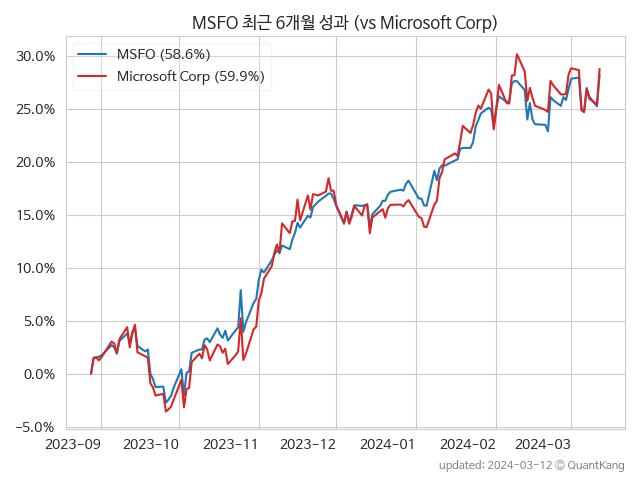 MSFO 최근 6개월 성과 (vs Microsoft Corp)
MSFO (58.6%)
Microsoft Corp (59.9%)
30.0%
25.0%
20.0%
15.0%
10.0%
5.0%
0.0%
−5.0%
2023−09 2023−10 2023−11 2023−12 2024−01 2024−02 2024−03
updated: 2024-03-12 © QuantKang